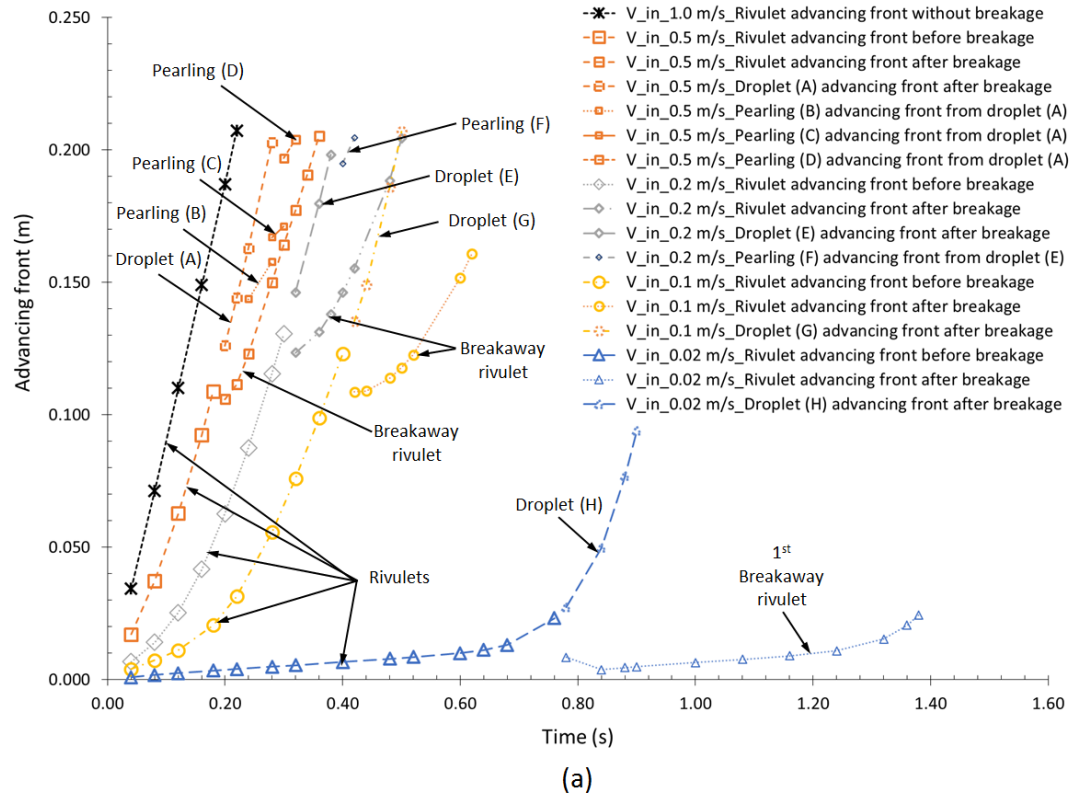 0.250
0.200
0.150
0.100
0.050
0.000
Advancing front (m)
0.00 0.20 0.40 0.60 0.80 1.00 1.20 1.40 1.60
Time (s)
Pearling (D)
Pearling (C)
Pearling (B)
Droplet (A)
Pearling (F)
Droplet (E)
Droplet (G)
Breakaway
rivulet
Breakaway
rivulet
Rivulets
Droplet (H)
1st
Breakaway
rivulet
V_in_1.0 m/s_Rivulet advancing front without breakage
V_in_0.5 m/s_Rivulet advancing front before breakage
V_in_0.5 m/s_Rivulet advancing front after breakage
V_in_0.5 m/s_Droplet (A) advancing front after breakage
V_in_0.5 m/s_Pearling (B) advancing front from droplet (A)
V_in_0.5 m/s_Pearling (C) advancing front from droplet (A)
V_in_0.5 m/s_Pearling (D) advancing front from droplet (A)
V_in_0.2 m/s_Rivulet advancing front before breakage
V_in_0.2 m/s_Rivulet advancing front after breakage
V_in_0.2 m/s_Droplet (E) advancing front after breakage
V_in_0.2 m/s_Pearling (F) advancing front from droplet (E)
V_in_0.1 m/s_Rivulet advancing front before breakage
V_in_0.1 m/s_Rivulet advancing front after breakage
V_in_0.1 m/s_Droplet (G) advancing front after breakage
V_in_0.02 m/s_Rivulet advancing front before breakage
V_in_0.02 m/s_Rivulet advancing front after breakage
V_in_0.02 m/s_Droplet (H) advancing front after breakage
(a)